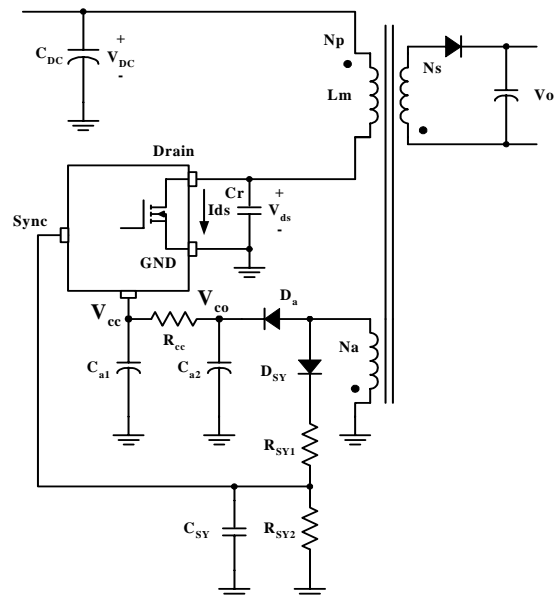 Np
+
C_DC
V_DC
-
Ns
Lm
Vo
Drain
Cr
+
Ids
V_ds
-
Sync
GND
V_cc
V_co
D_a
R_cc
Na
C_a1
C_a2
D_SY
R_SY1
C_SY
R_SY2